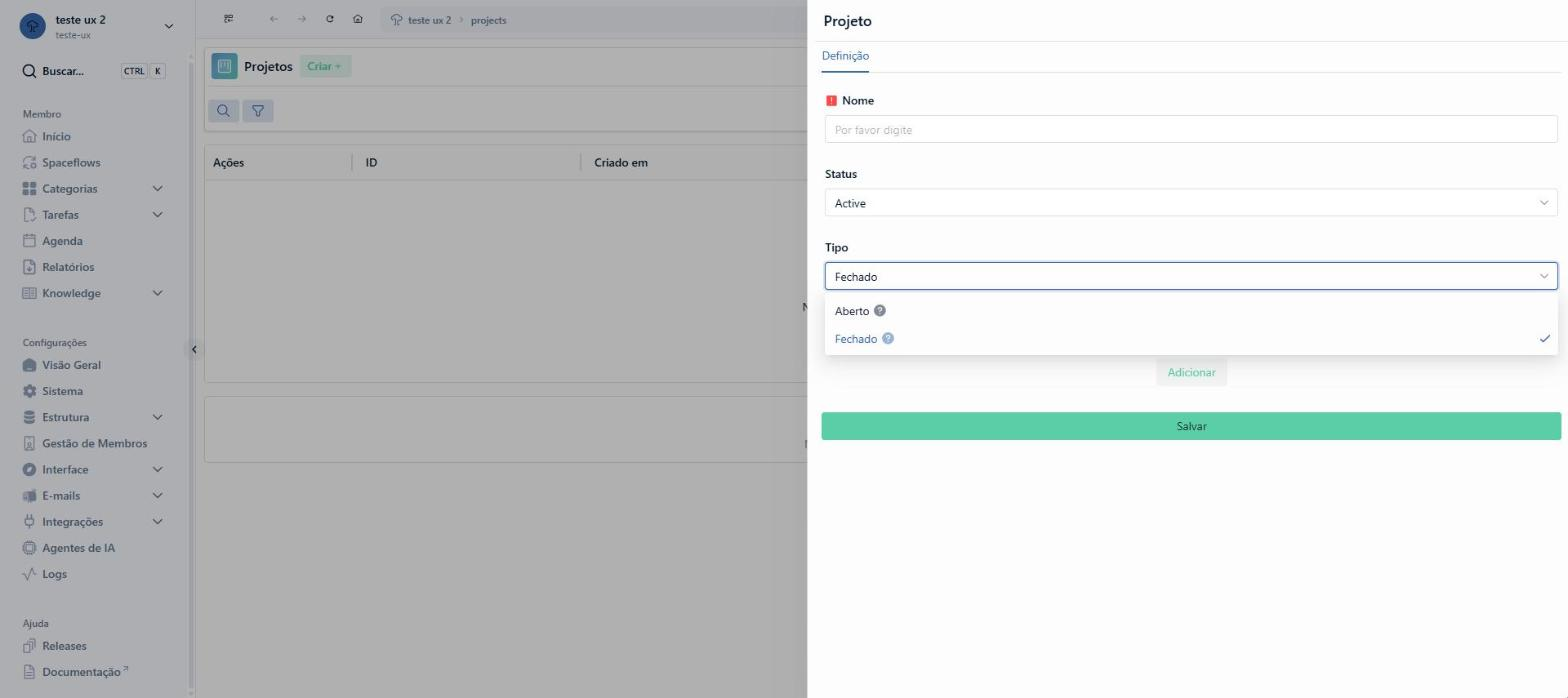 teste ux 2
teste-ux
Buscar...
CTRL
K
Membro
Início
Spaceflows
Categorias
Tarefas
Agenda
Relatórios
Knowledge
Configurações
Visão Geral
Sistema
Estrutura
Gestão de Membros
Interface
E-mails
Integrações
Agentes de IA
Logs
Ajuda
Releases
Documentação
teste ux 2
projects
Projetos
Criar +
Ações
ID
Criado em
Projeto
Definição
Nome
Por favor digite
Status
Active
Tipo
Fechado
Aberto ?
Fechado ?
Adicionar
Salvar